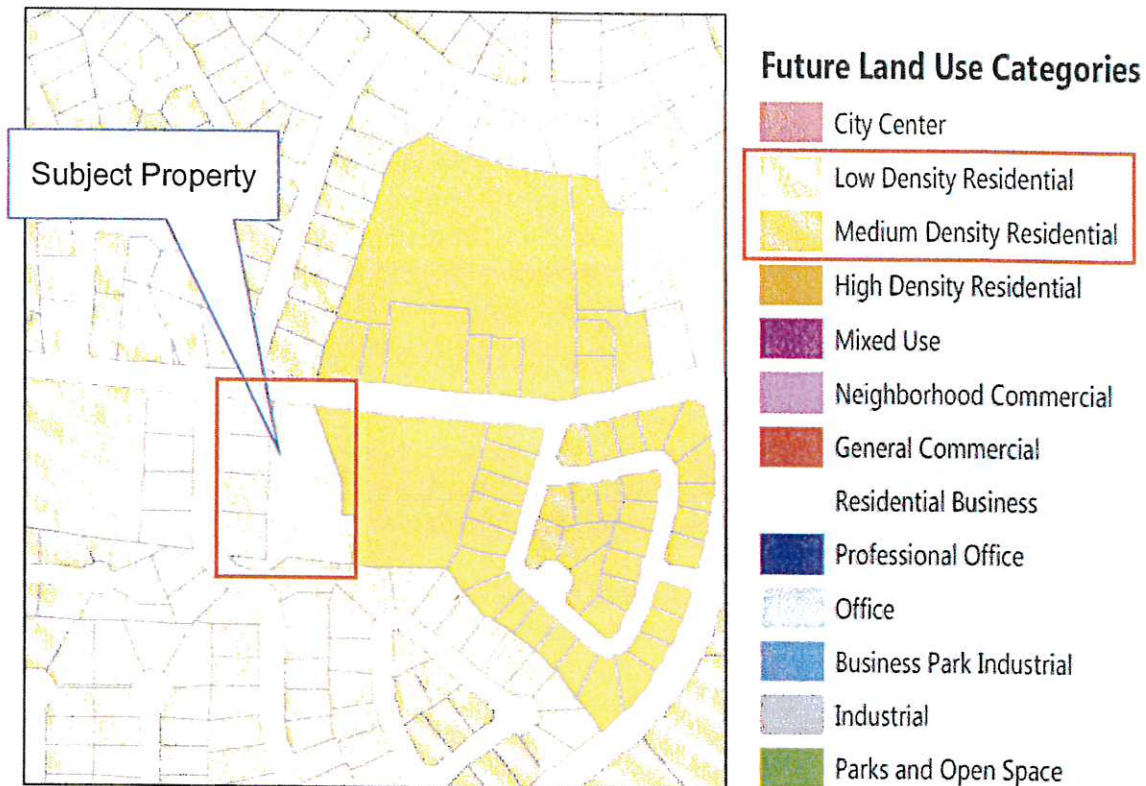 Subject Property
Future Land Use Categories
City Center
Low Density Residential
Medium Density Residential
High Density Residential
Mixed Use
Neighborhood Commercial
General Commercial
Residential Business
Professional Office
Office
Business Park Industrial
Industrial
Parks and Open Space